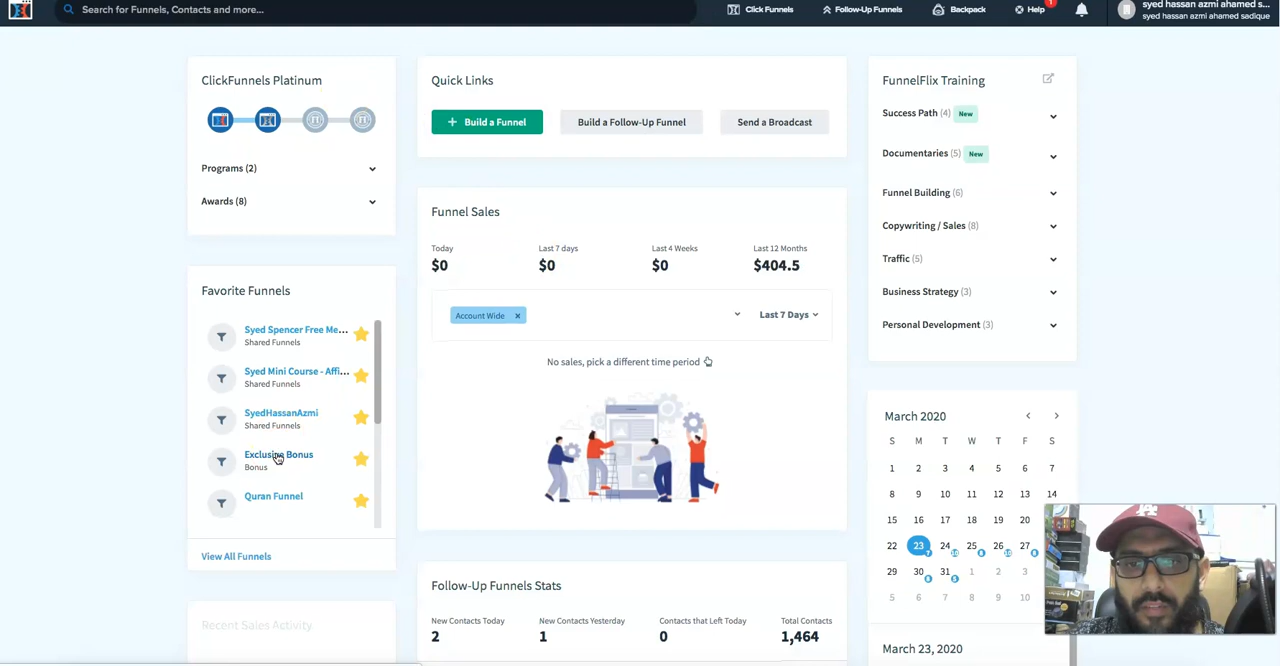 Search for Funnels, Contacts and more...
Click Funnels
Follow-Up Funnels
Backpack
Help
1
syed hassan azmi ahamed s...
syed hassan azmi ahamed sadique
ClickFunnels Platinum
Programs (2)
Awards (8)
Favorite Funnels
Syed Spencer Free Me...
Shared Funnels
Syed Mini Course - Affi...
Shared Funnels
SyedHassanAzmi
Shared Funnels
Exclusive Bonus
Bonus
Quran Funnel
View All Funnels
Recent Sales Activity
Quick Links
+ Build a Funnel
Build a Follow-Up Funnel
Send a Broadcast
Funnel Sales
Today
Last 7 days
Last 4 Weeks
Last 12 Months
$0
$0
$0
$404.5
Account Wide ×
Last 7 Days
No sales, pick a different time period
Follow-Up Funnels Stats
New Contacts Today
New Contacts Yesterday
Contacts that Left Today
Total Contacts
2
1
0
1,464
FunnelFlix Training
Success Path (4) New
Documentaries (5) New
Funnel Building (6)
Copywriting / Sales (8)
Traffic (5)
Business Strategy (3)
Personal Development (3)
March 2020
S M T W T F S
1 2 3 4 5 6 7
8 9 10 11 12 13 14
15 16 17 18 19 20
22 23 24 25 26 27
29 30 31 1 2 3
5 6 7 8 9 10
March 23, 2020